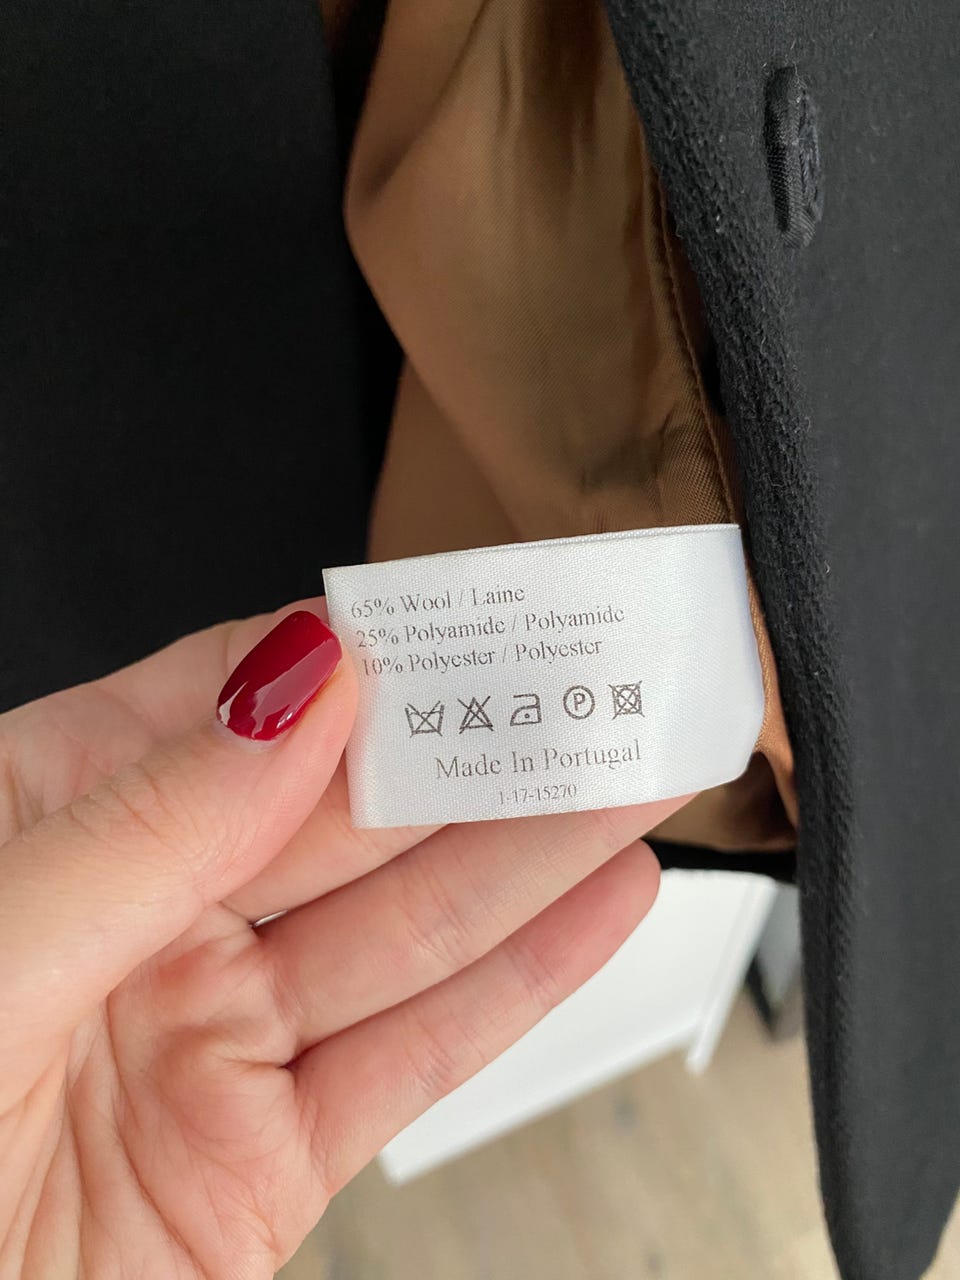 65% Wool / Laine
25% Polyamide / Polyamide
10% Polyester / Polyester
P
Made In Portugal
1-17-15270